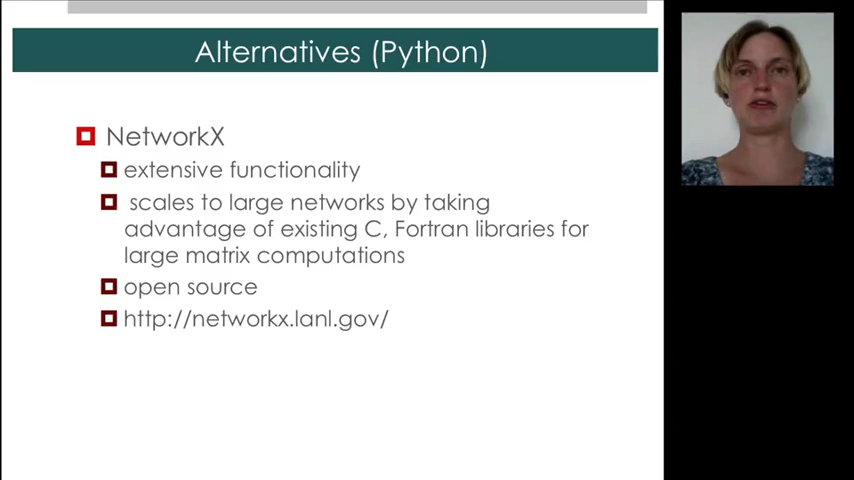 Alternatives (Python)
NetworkX
extensive functionality
scales to large networks by taking
advantage of existing C, Fortran libraries for
large matrix computations
open source
http://networkx.lanl.gov/